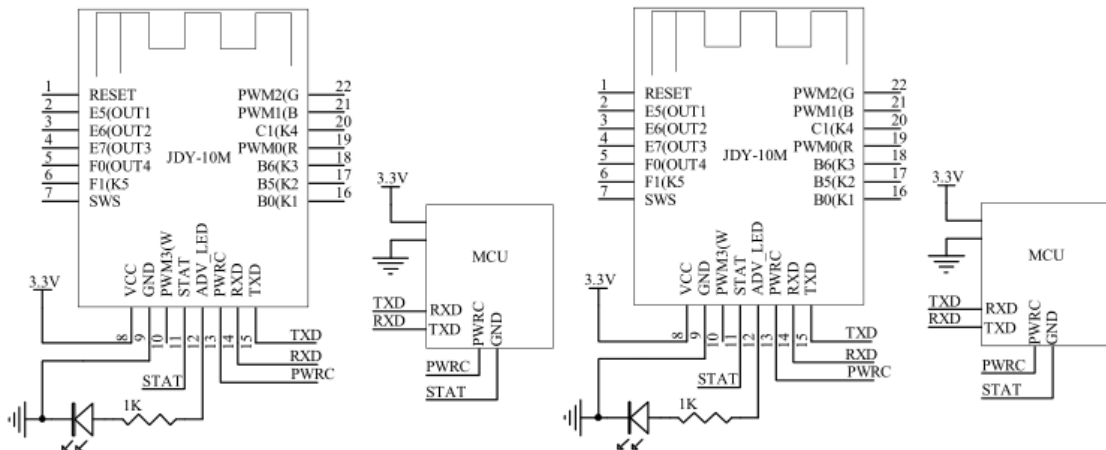 1 RESET PWM2(G 22
2 E5(OUT1 PWM1(B 21
3 E6(OUT2 C1(K4 20
4 E7(OUT3 PWM0(R 19
JDY-10M
5 F0(OUT4 B6(K3 18
6 F1(K5 B5(K2 17
7 SWS B0(K1 16
VCC
GND
PWM3(W
STAT
ADV_LED
PWRC
RXD
TXD
8
9
10
11
12
13
14
15
3.3V
TXD
RXD
PWRC
STAT
1K
3.3V
MCU
TXD RXD
RXD TXD
PWRC
GND
PWRC
STAT
1 RESET PWM2(G 22
2 E5(OUT1 PWM1(B 21
3 E6(OUT2 C1(K4 20
4 E7(OUT3 PWM0(R 19
JDY-10M
5 F0(OUT4 B6(K3 18
6 F1(K5 B5(K2 17
7 SWS B0(K1 16
VCC
GND
PWM3(W
STAT
ADV_LED
PWRC
RXD
TXD
8
9
10
11
12
13
14
15
3.3V
TXD
RXD
PWRC
STAT
1K
3.3V
MCU
TXD RXD
RXD TXD
PWRC
GND
PWRC
STAT